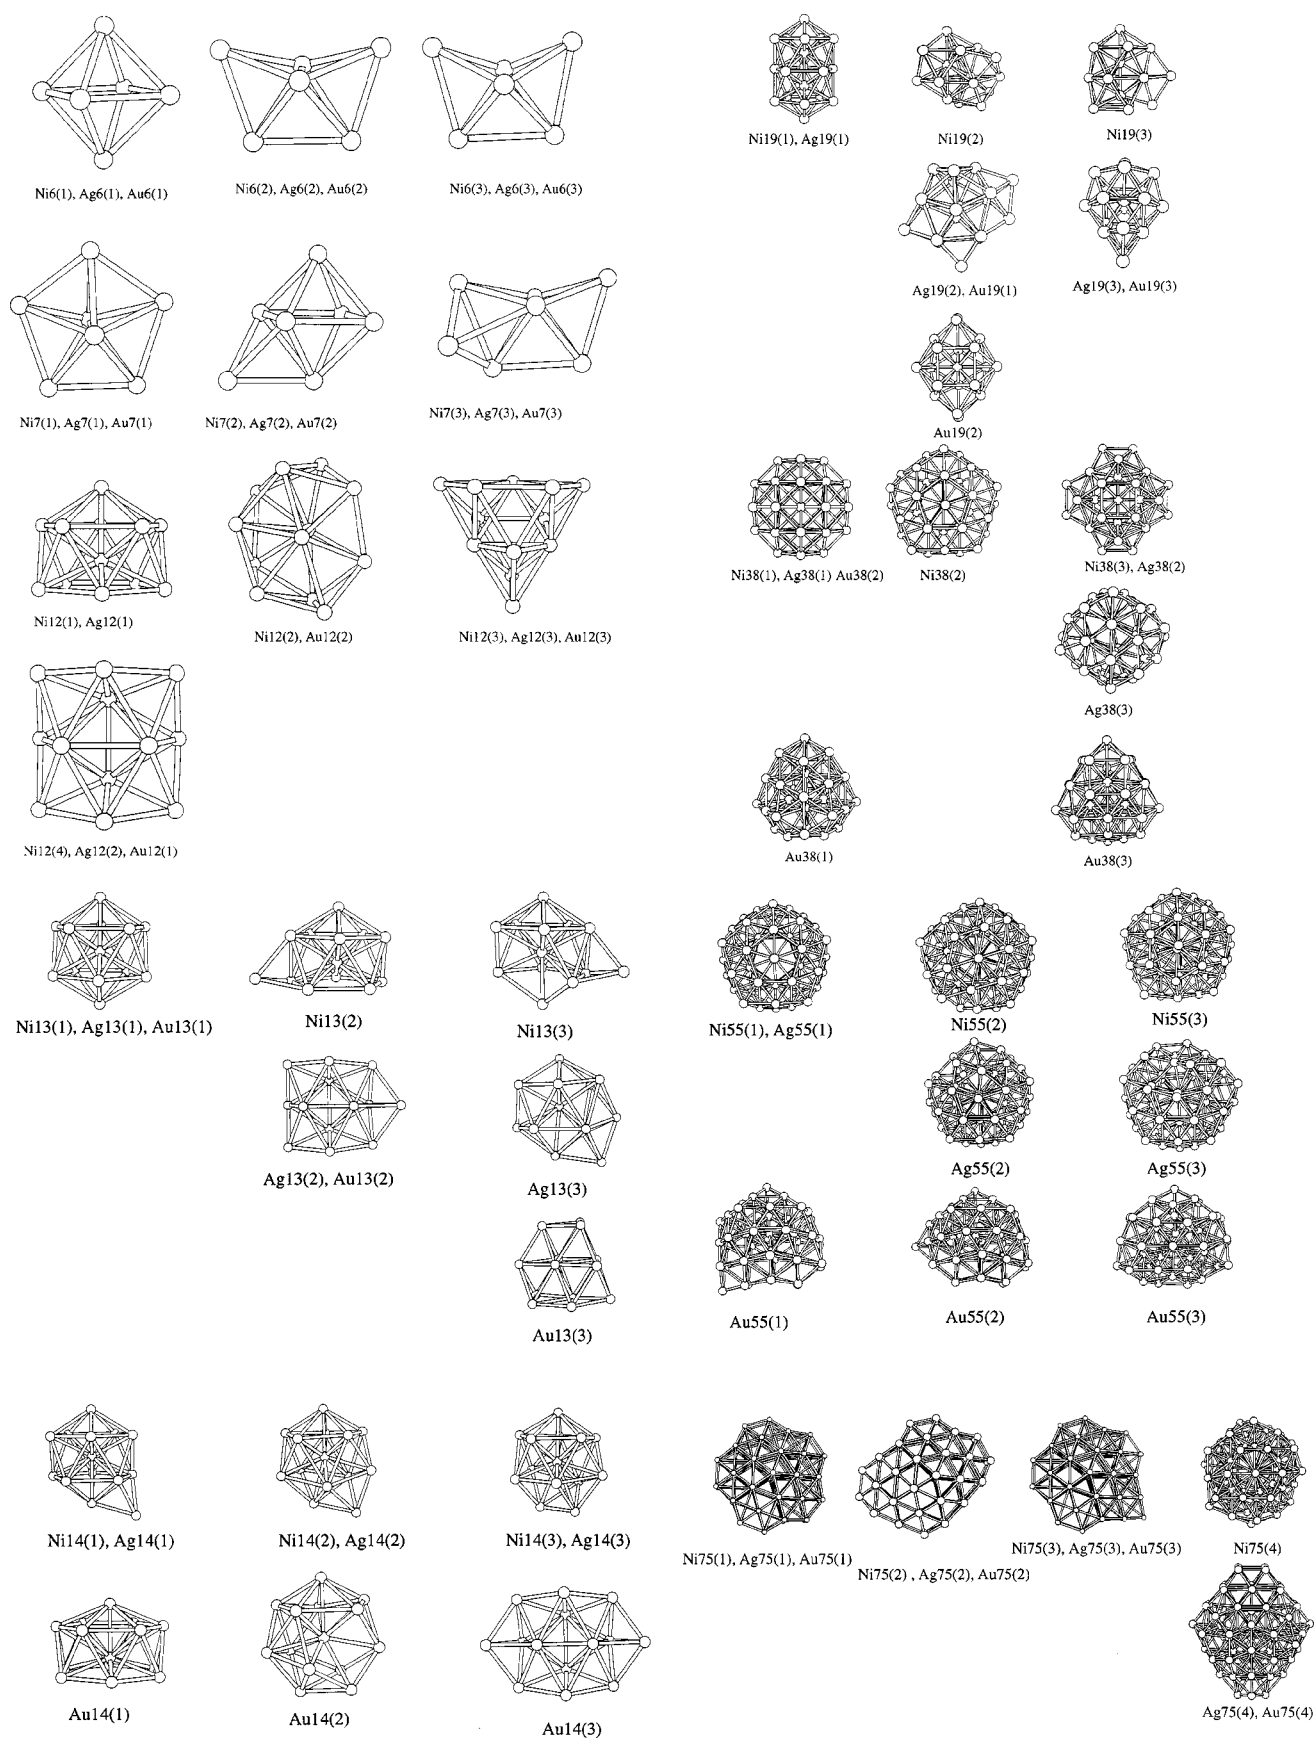 Ni6(1), Ag6(1), Au6(1)
Ni6(2), Ag6(2), Au6(2)
Ni6(3), Ag6(3), Au6(3)
Ni7(1), Ag7(1), Au7(1)
Ni7(2), Ag7(2), Au7(2)
Ni7(3), Ag7(3), Au7(3)
Ni12(1), Ag12(1)
Ni12(2), Au12(2)
Ni12(3), Ag12(3), Au12(3)
Ni12(4), Ag12(2), Au12(1)
Ni13(1), Ag13(1), Au13(1)
Ni13(2)
Ni13(3)
Ag13(2), Au13(2)
Ag13(3)
Au13(3)
Ni14(1), Ag14(1)
Ni14(2), Ag14(2)
Ni14(3), Ag14(3)
Au14(1)
Au14(2)
Au14(3)
Ni19(1), Ag19(1)
Ni19(2)
Ni19(3)
Ag19(2), Au19(1)
Ag19(3), Au19(3)
Au19(2)
Ni38(1), Ag38(1) Au38(2)
Ni38(2)
Ni38(3), Ag38(2)
Ag38(3)
Au38(1)
Au38(3)
Ni55(1), Ag55(1)
Ni55(2)
Ni55(3)
Ag55(2)
Ag55(3)
Au55(1)
Au55(2)
Au55(3)
Ni75(1), Ag75(1), Au75(1)
Ni75(2) , Ag75(2), Au75(2)
Ni75(3), Ag75(3), Au75(3)
Ni75(4)
Ag75(4), Au75(4)